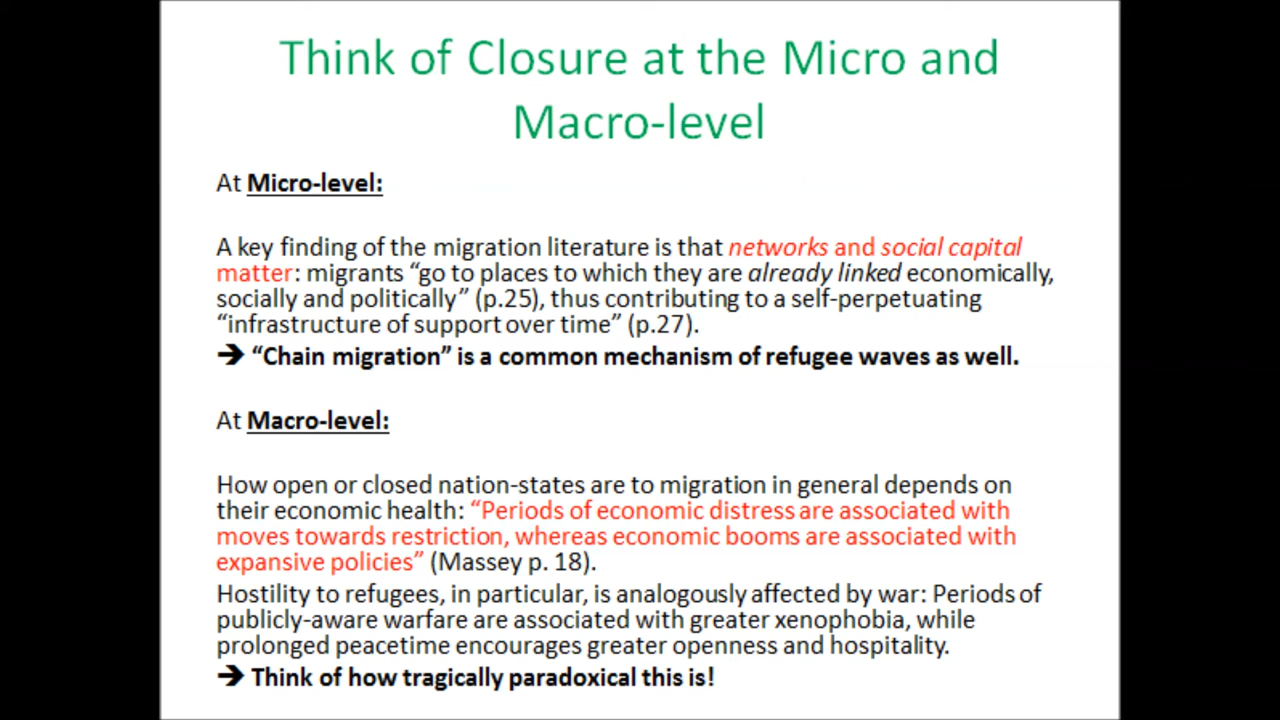 Think of Closure at the Micro and
Macro-level
At Micro-level:
A key finding of the migration literature is that networks and social capital
matter: migrants “go to places to which they are already linked economically,
socially and politically” (p.25), thus contributing to a self-perpetuating
“infrastructure of support over time” (p.27).
➔ “Chain migration” is a common mechanism of refugee waves as well.
At Macro-level:
How open or closed nation-states are to migration in general depends on
their economic health: “Periods of economic distress are associated with
moves towards restriction, whereas economic booms are associated with
expansive policies” (Massey p. 18).
Hostility to refugees, in particular, is analogously affected by war: Periods of
publicly-aware warfare are associated with greater xenophobia, while
prolonged peacetime encourages greater openness and hospitality.
➔ Think of how tragically paradoxical this is!